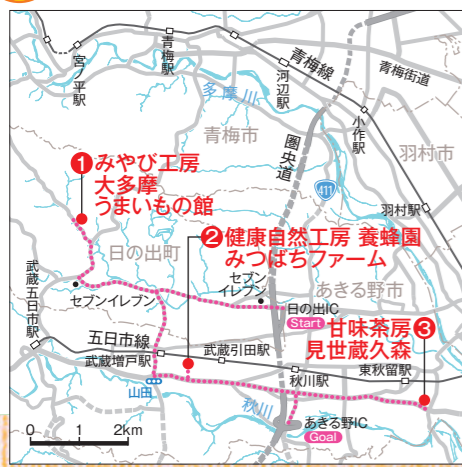 宮ノ平駅
青梅駅
青梅線
河辺駅
青梅街道
多摩川
小作駅
青梅市
圏央道
羽村市
411
羽村駅
1みやび工房
大多摩
うまいもの館
日の出町
2健康自然工房 養蜂園
みつばちファーム
セブンイレブン
セブン
イレブン
あきる野市
日の出IC
Start
武蔵五日市駅
五日市線
武蔵増戸駅
武蔵引田駅
甘味茶房3
見世蔵久森
秋川駅
東秋留駅
山田
秋川
あきる野IC
Goal
0 1 2km